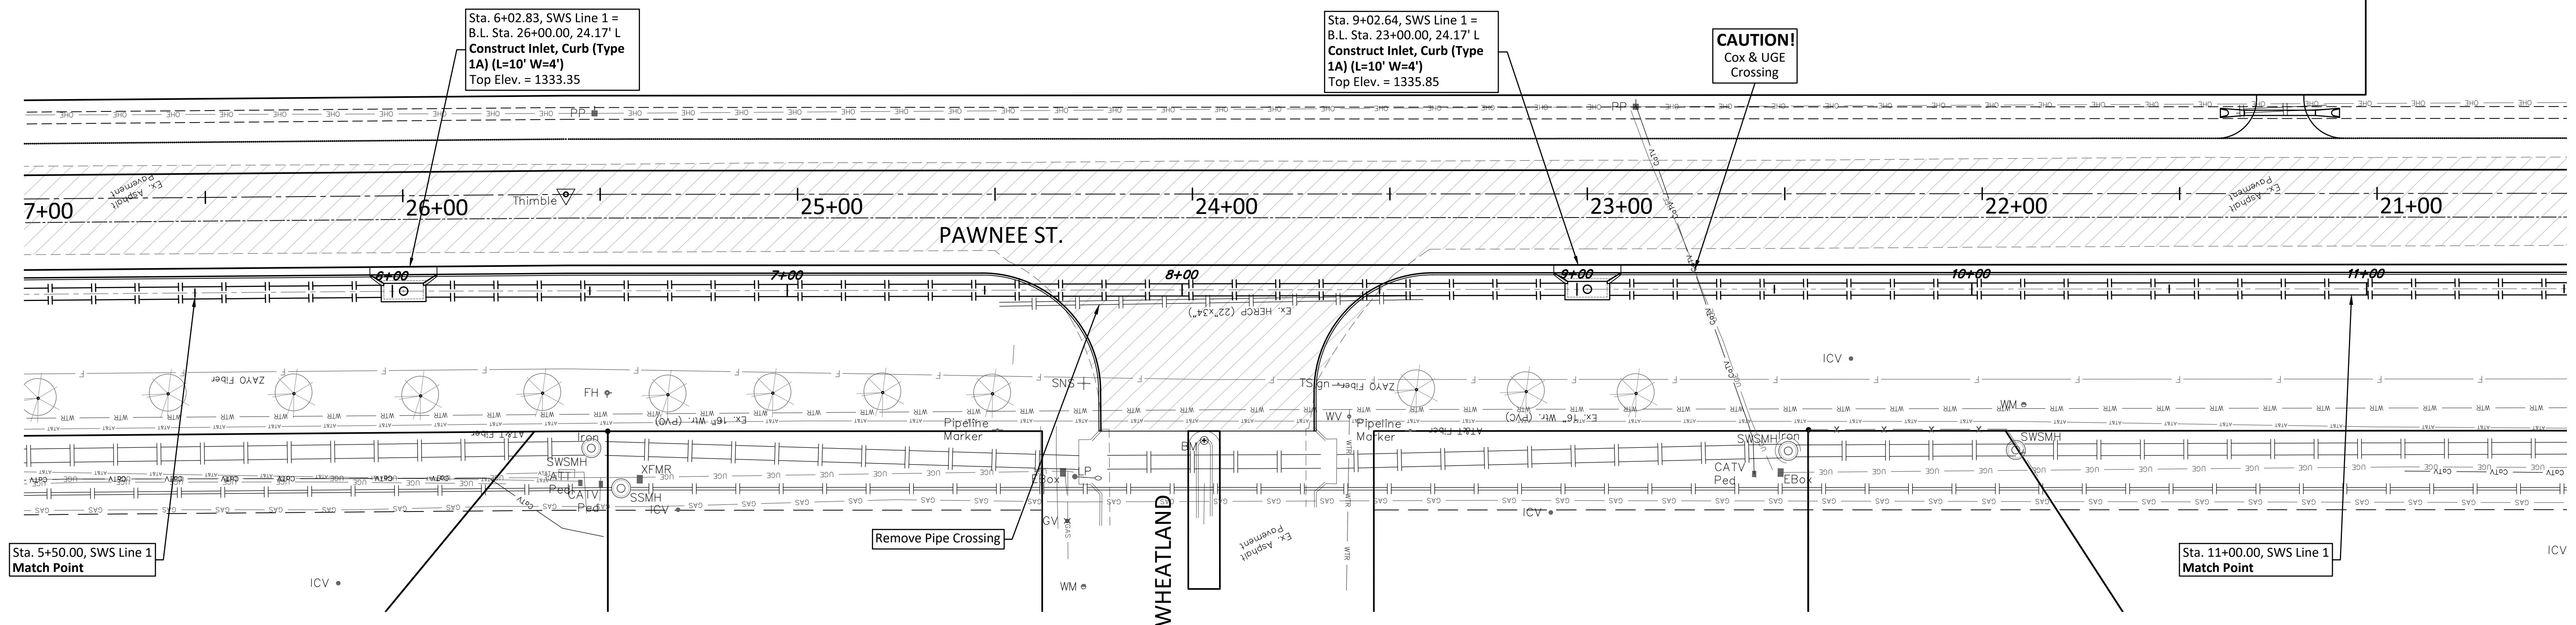 Sta. 6+02.83, SWS Line 1 =
B.L. Sta. 26+00.00, 24.17' L
Construct Inlet, Curb (Type
1A) (L=10' W=4')
Top Elev. = 1333.35
Sta. 9+02.64, SWS Line 1 =
B.L. Sta. 23+00.00, 24.17' L
Construct Inlet, Curb (Type
1A) (L=10' W=4')
Top Elev. = 1335.85
CAUTION!
Cox & UGE
Crossing
PP
PP
OHE
Ex. Asphalt
Pavement
Thimble
Ex. Asphalt
Pavement
7+00
26+00
25+00
24+00
23+00
22+00
21+00
PAWNEE ST.
CaTV
6+00
7+00
8+00
9+00
10+00
11+00
Ex. HERCP (22"x34")
ICV
ZAYO Fiber
F
FH
SNS
TSign
ZAYO Fiber
WTR
Ex. 16" Wtr. (PVC)
WV
Ex. 16" Wtr. (PVC)
WM
Pipeline
Marker
Pipeline
Marker
AT&T Fiber
AT&T Fiber
AT&T
Iron
SWSMH
BM
SWSMH
Iron
SWSMH
XFMR
ATT
Ped
CATV
Ped
SSMH
ICV
LP
EBox
UGE
CATV
Ped
EBox
GAS
GV
ICV
WHEATLAND
Ex. Asphalt
Pavement
Remove Pipe Crossing
Sta. 5+50.00, SWS Line 1
Match Point
Sta. 11+00.00, SWS Line 1
Match Point
ICV
ICV
WM